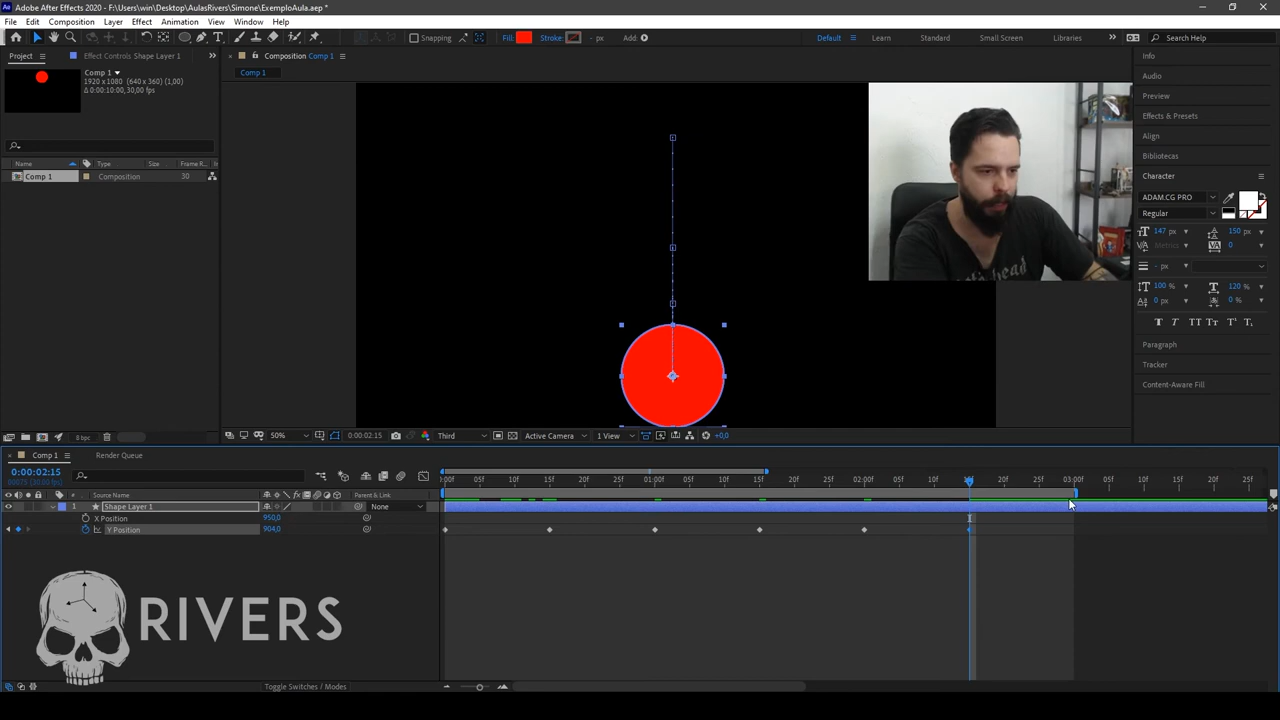 Adobe After Effects 2020 - F:\Users\win\Desktop\AulasRivers\Simone\ExemploAula.aep *
File Edit Composition Layer Effect Animation View Window Help
Snapping Fill: Stroke: - px Add: Default Learn Standard Small Screen Libraries Search Help
Project Effect Controls Shape Layer 1 Composition Comp 1 Info
Comp 1
Comp 1
1920 x 1080 (640 x 360) (1,00)
Δ 0:00:10:00, 30,00 fps
Audio
Preview
Effects & Presets
Align
Bibliotecas
Name Type Size Frame R... In
Comp 1 Composition 30
Character
ADAM.CG PRO
Regular
147 px 150 px
Metrics 0
- px
100 % 120 %
0 px 0 %
T T TT Tt T¹ T₁
Paragraph
Tracker
Content-Aware Fill
8 bpc 50% 0:00:02:15 Third Active Camera 1 View +0,0
Comp 1 Render Queue
0:00:02:15
00075 (30.00 fps)
:00f 05f 10f 15f 20f 25f 01:00f 05f 10f 15f 20f 25f 02:00f 05f 10f 15f 20f 25f 03:00f 05f 10f 15f 20f 25f
# Source Name Parent & Link
1 Shape Layer 1 None
X Position 950,0
Y Position 904,0
RIVERS
Toggle Switches / Modes